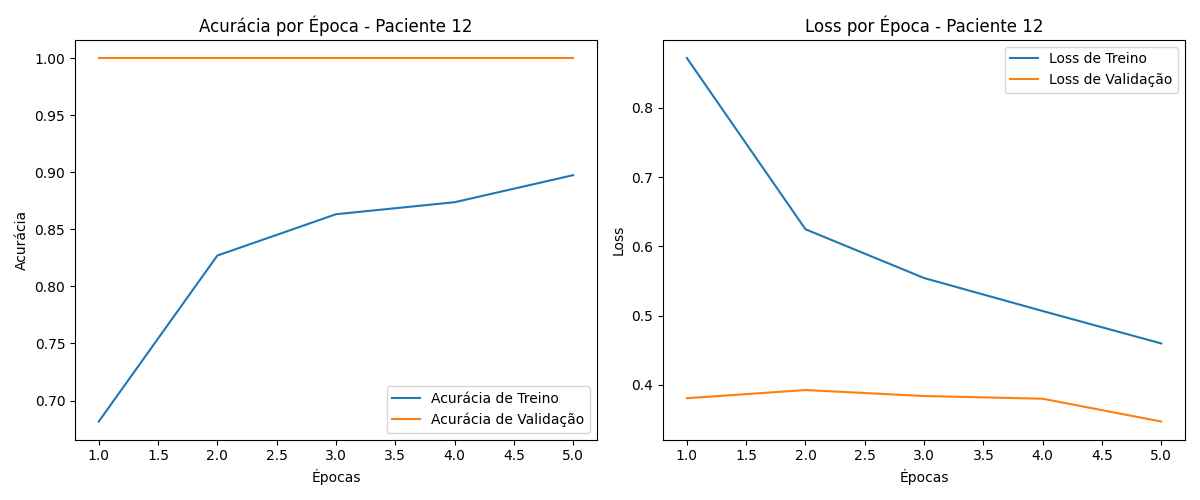 Acurácia por Época - Paciente 12
1.00
0.95
0.90
0.85
0.80
0.75
0.70
Acurácia
1.0 1.5 2.0 2.5 3.0 3.5 4.0 4.5 5.0
Épocas
Acurácia de Treino
Acurácia de Validação
Loss por Época - Paciente 12
0.8
0.7
0.6
0.5
0.4
Loss
1.0 1.5 2.0 2.5 3.0 3.5 4.0 4.5 5.0
Épocas
Loss de Treino
Loss de Validação